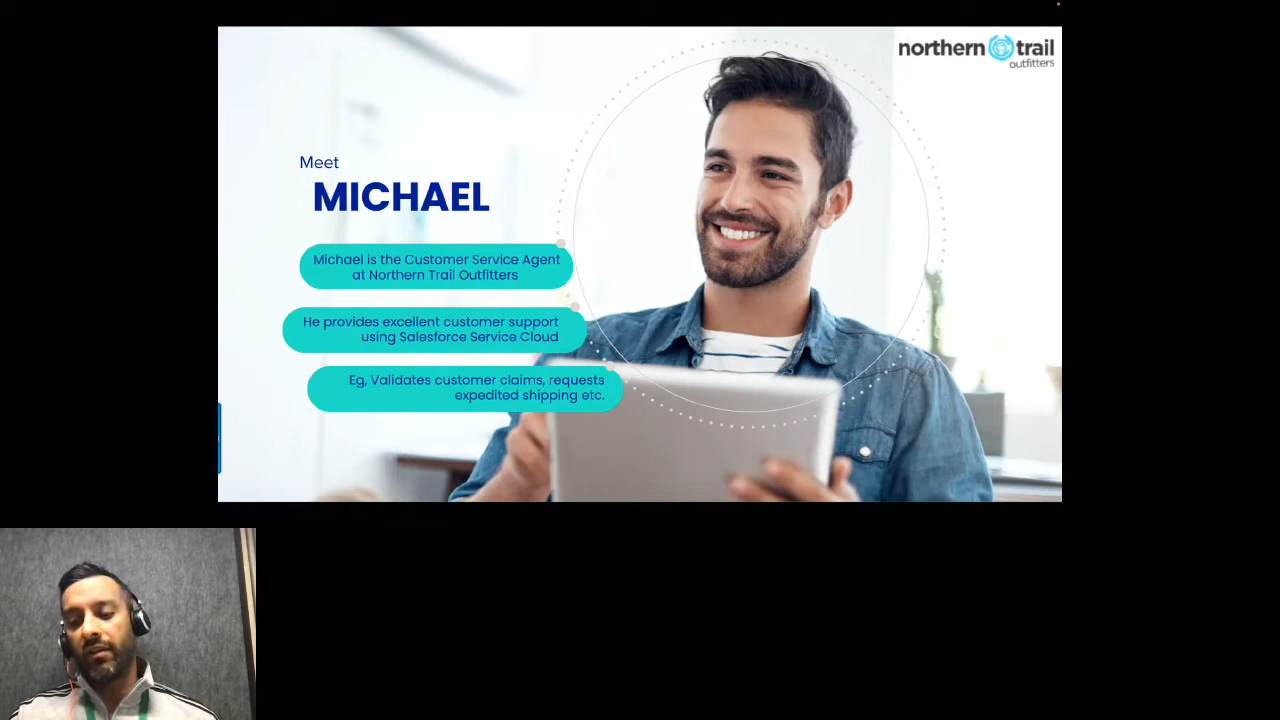 northern trail
outfitters
Meet
MICHAEL
Michael is the Customer Service Agent
at Northern Trail Outfitters
He provides excellent customer support
using Salesforce Service Cloud
Eg, Validates customer claims, requests
expedited shipping etc.